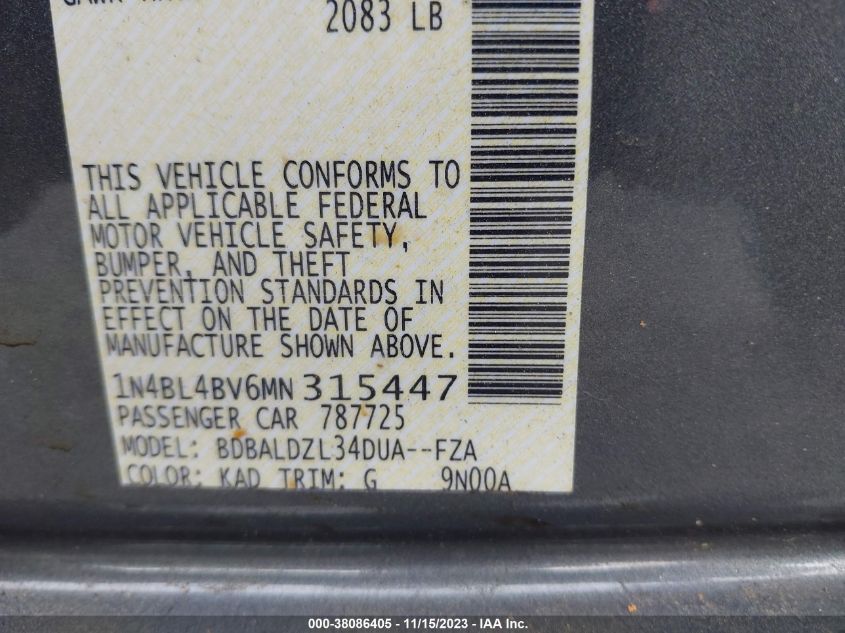 2083 LB
THIS VEHICLE CONFORMS TO
ALL APPLICABLE FEDERAL
MOTOR VEHICLE SAFETY,
BUMPER, AND THEFT
PREVENTION STANDARDS IN
EFFECT ON THE DATE OF
MANUFACTURE SHOWN ABOVE.
1N4BL4BV6MN 315447
PASSENGER CAR 787725
MODEL: BDBALDZL34DUA--FZA
COLOR: KAD TRIM: G 9N00A
000-38086405 - 11/15/2023 - IAA Inc.